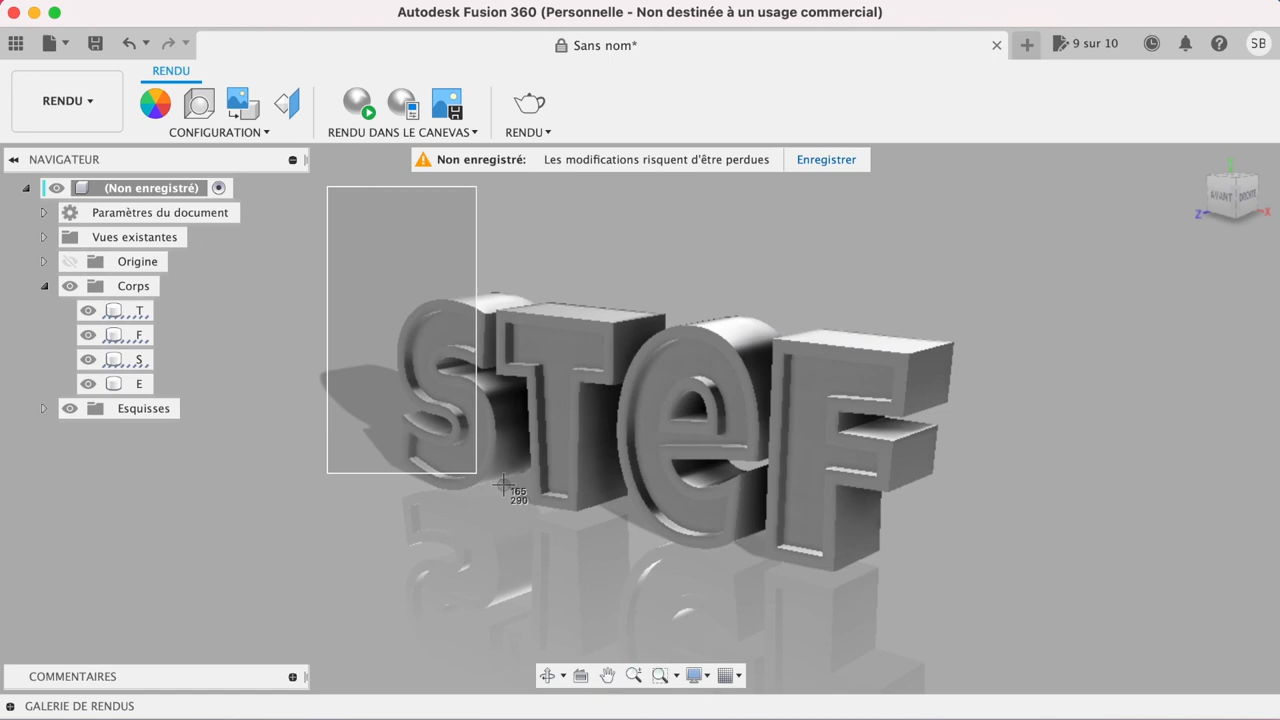 Autodesk Fusion 360 (Personnelle - Non destinée à un usage commercial)
Sans nom*
9 sur 10
SB
RENDU
RENDU
CONFIGURATION
RENDU DANS LE CANEVAS
RENDU
NAVIGATEUR
Non enregistré: Les modifications risquent d'être perdues Enregistrer
(Non enregistré)
Paramètres du document
Vues existantes
Origine
Corps
T
F
S
E
Esquisses
AVANT
DROITE
Y
Z
X
STeF
165
290
COMMENTAIRES
GALERIE DE RENDUS